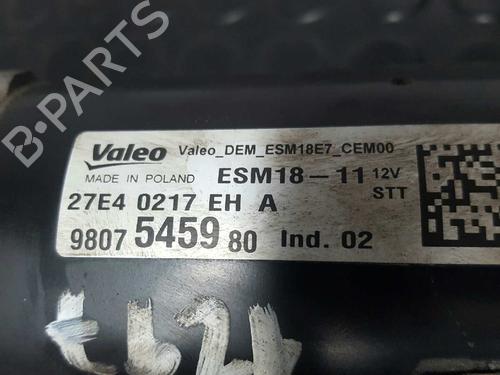 Valeo Valeo_DEM_ESM18E7_CEM00
MADE IN POLAND ESM18-11 12V
STT
27E4 0217 EH A
9807 5459 80 Ind. 02
B-PARTS